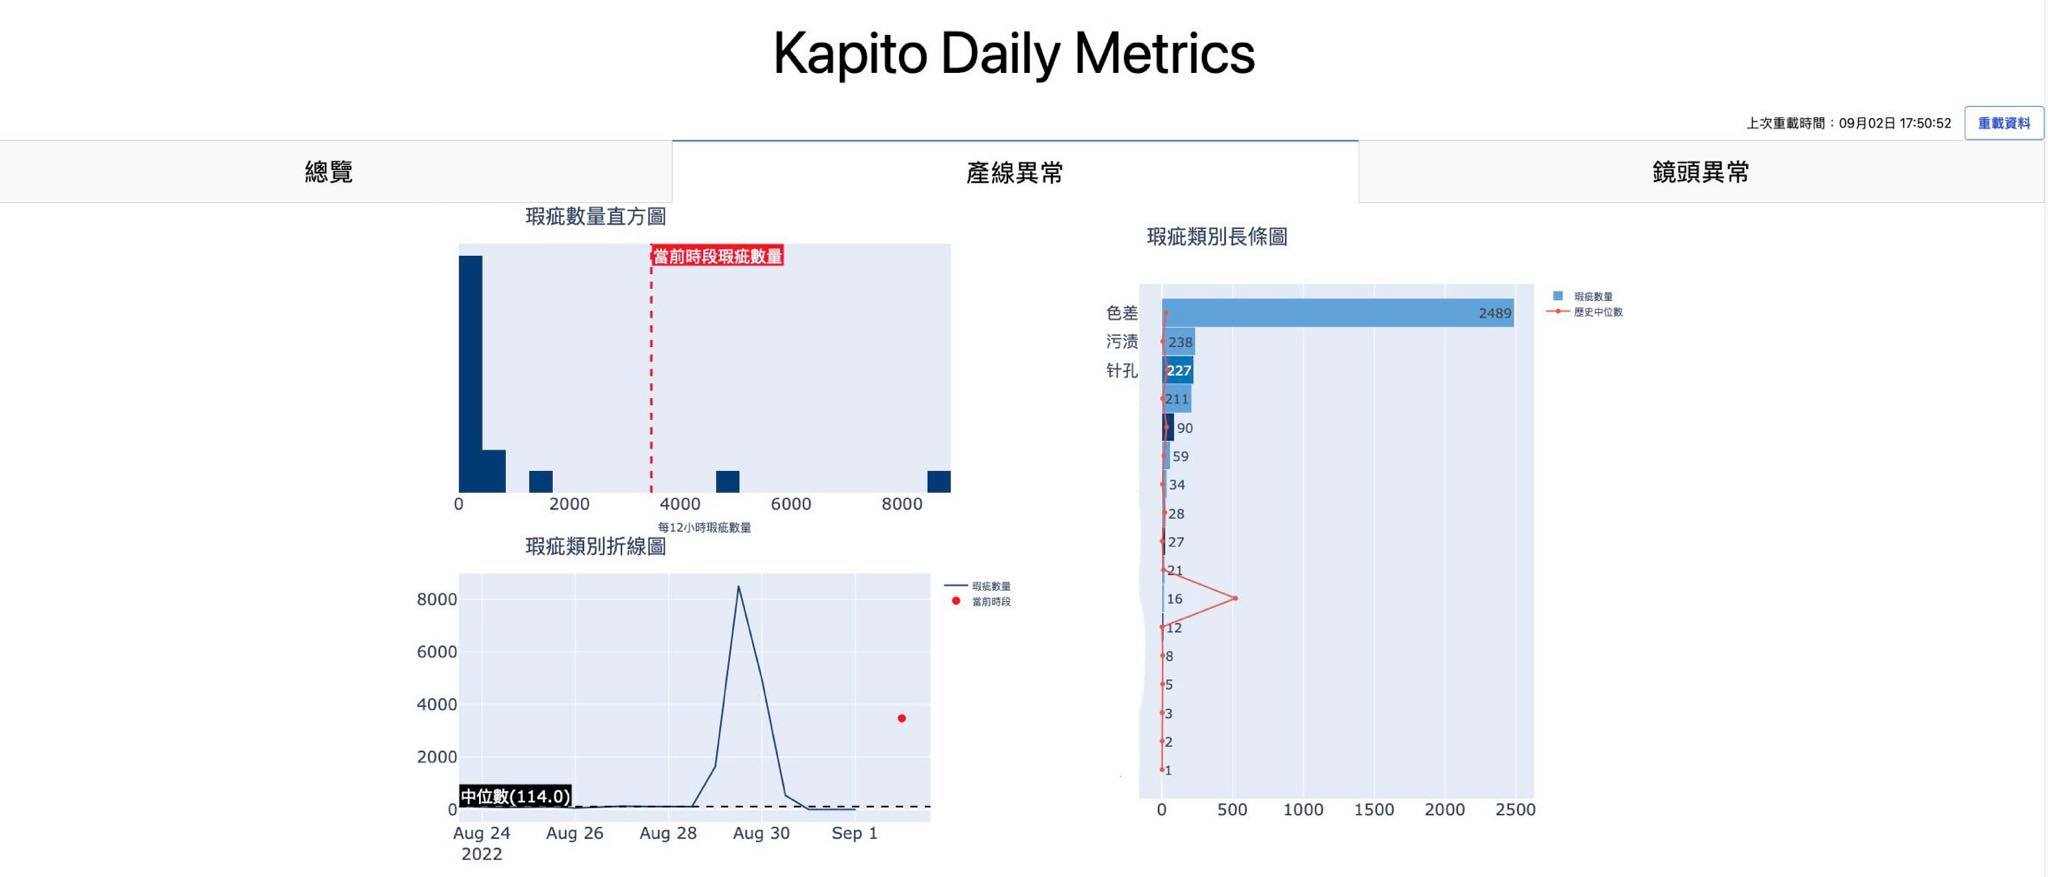 Kapito Daily Metrics
上次重載時間：09月02日 17:50:52
重載資料
總覽
產線異常
鏡頭異常
瑕疵數量直方圖
當前時段瑕疵數量
0 2000 4000 6000 8000
每12小時瑕疵數量
瑕疵類別折線圖
瑕疵數量
當前時段
8000
6000
4000
2000
中位數(114.0)
0
Aug 24 Aug 26 Aug 28 Aug 30 Sep 1
2022
瑕疵類別長條圖
瑕疵數量
歷史中位數
色差 2489
污渍 238
针孔 227
211
90
59
34
28
27
21
16
12
8
5
3
2
1
0 500 1000 1500 2000 2500